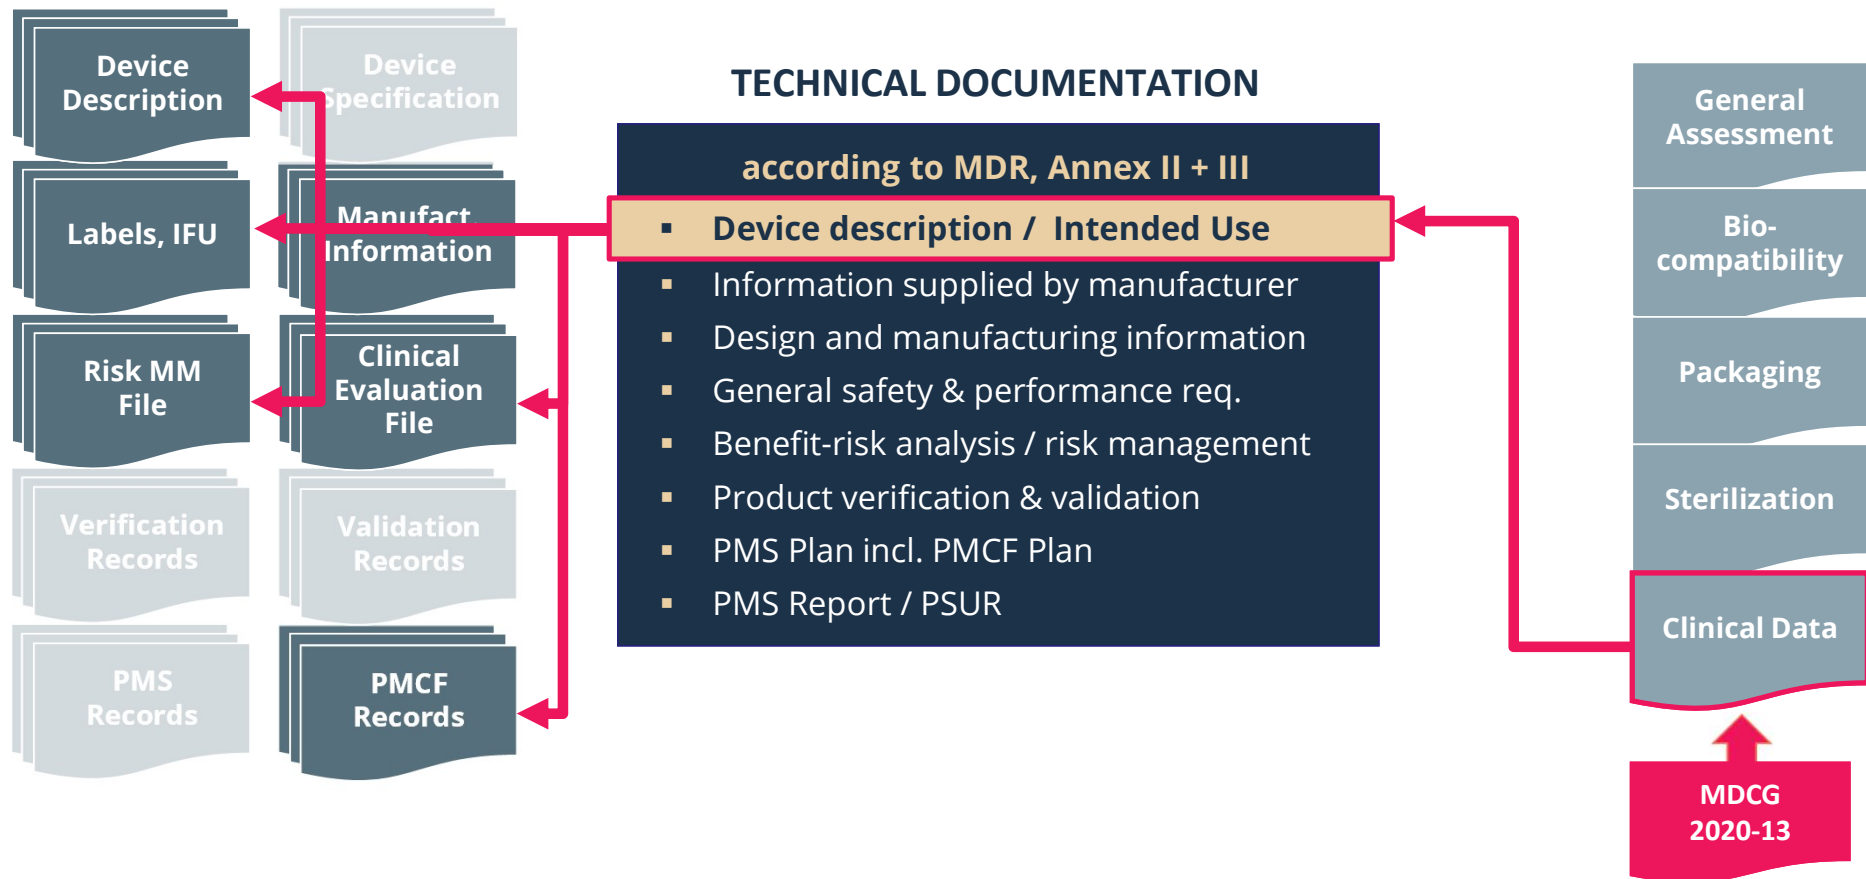 Device
Description
Device
Specification
Labels, IFU
Manufact.
Information
Risk MM
File
Clinical
Evaluation
File
Verification
Records
Validation
Records
PMS
Records
PMCF
Records
TECHNICAL DOCUMENTATION
according to MDR, Annex II + III
▪ Device description / Intended Use
▪ Information supplied by manufacturer
▪ Design and manufacturing information
▪ General safety & performance req.
▪ Benefit-risk analysis / risk management
▪ Product verification & validation
▪ PMS Plan incl. PMCF Plan
▪ PMS Report / PSUR
General
Assessment
Bio-
compatibility
Packaging
Sterilization
Clinical Data
MDCG
2020-13